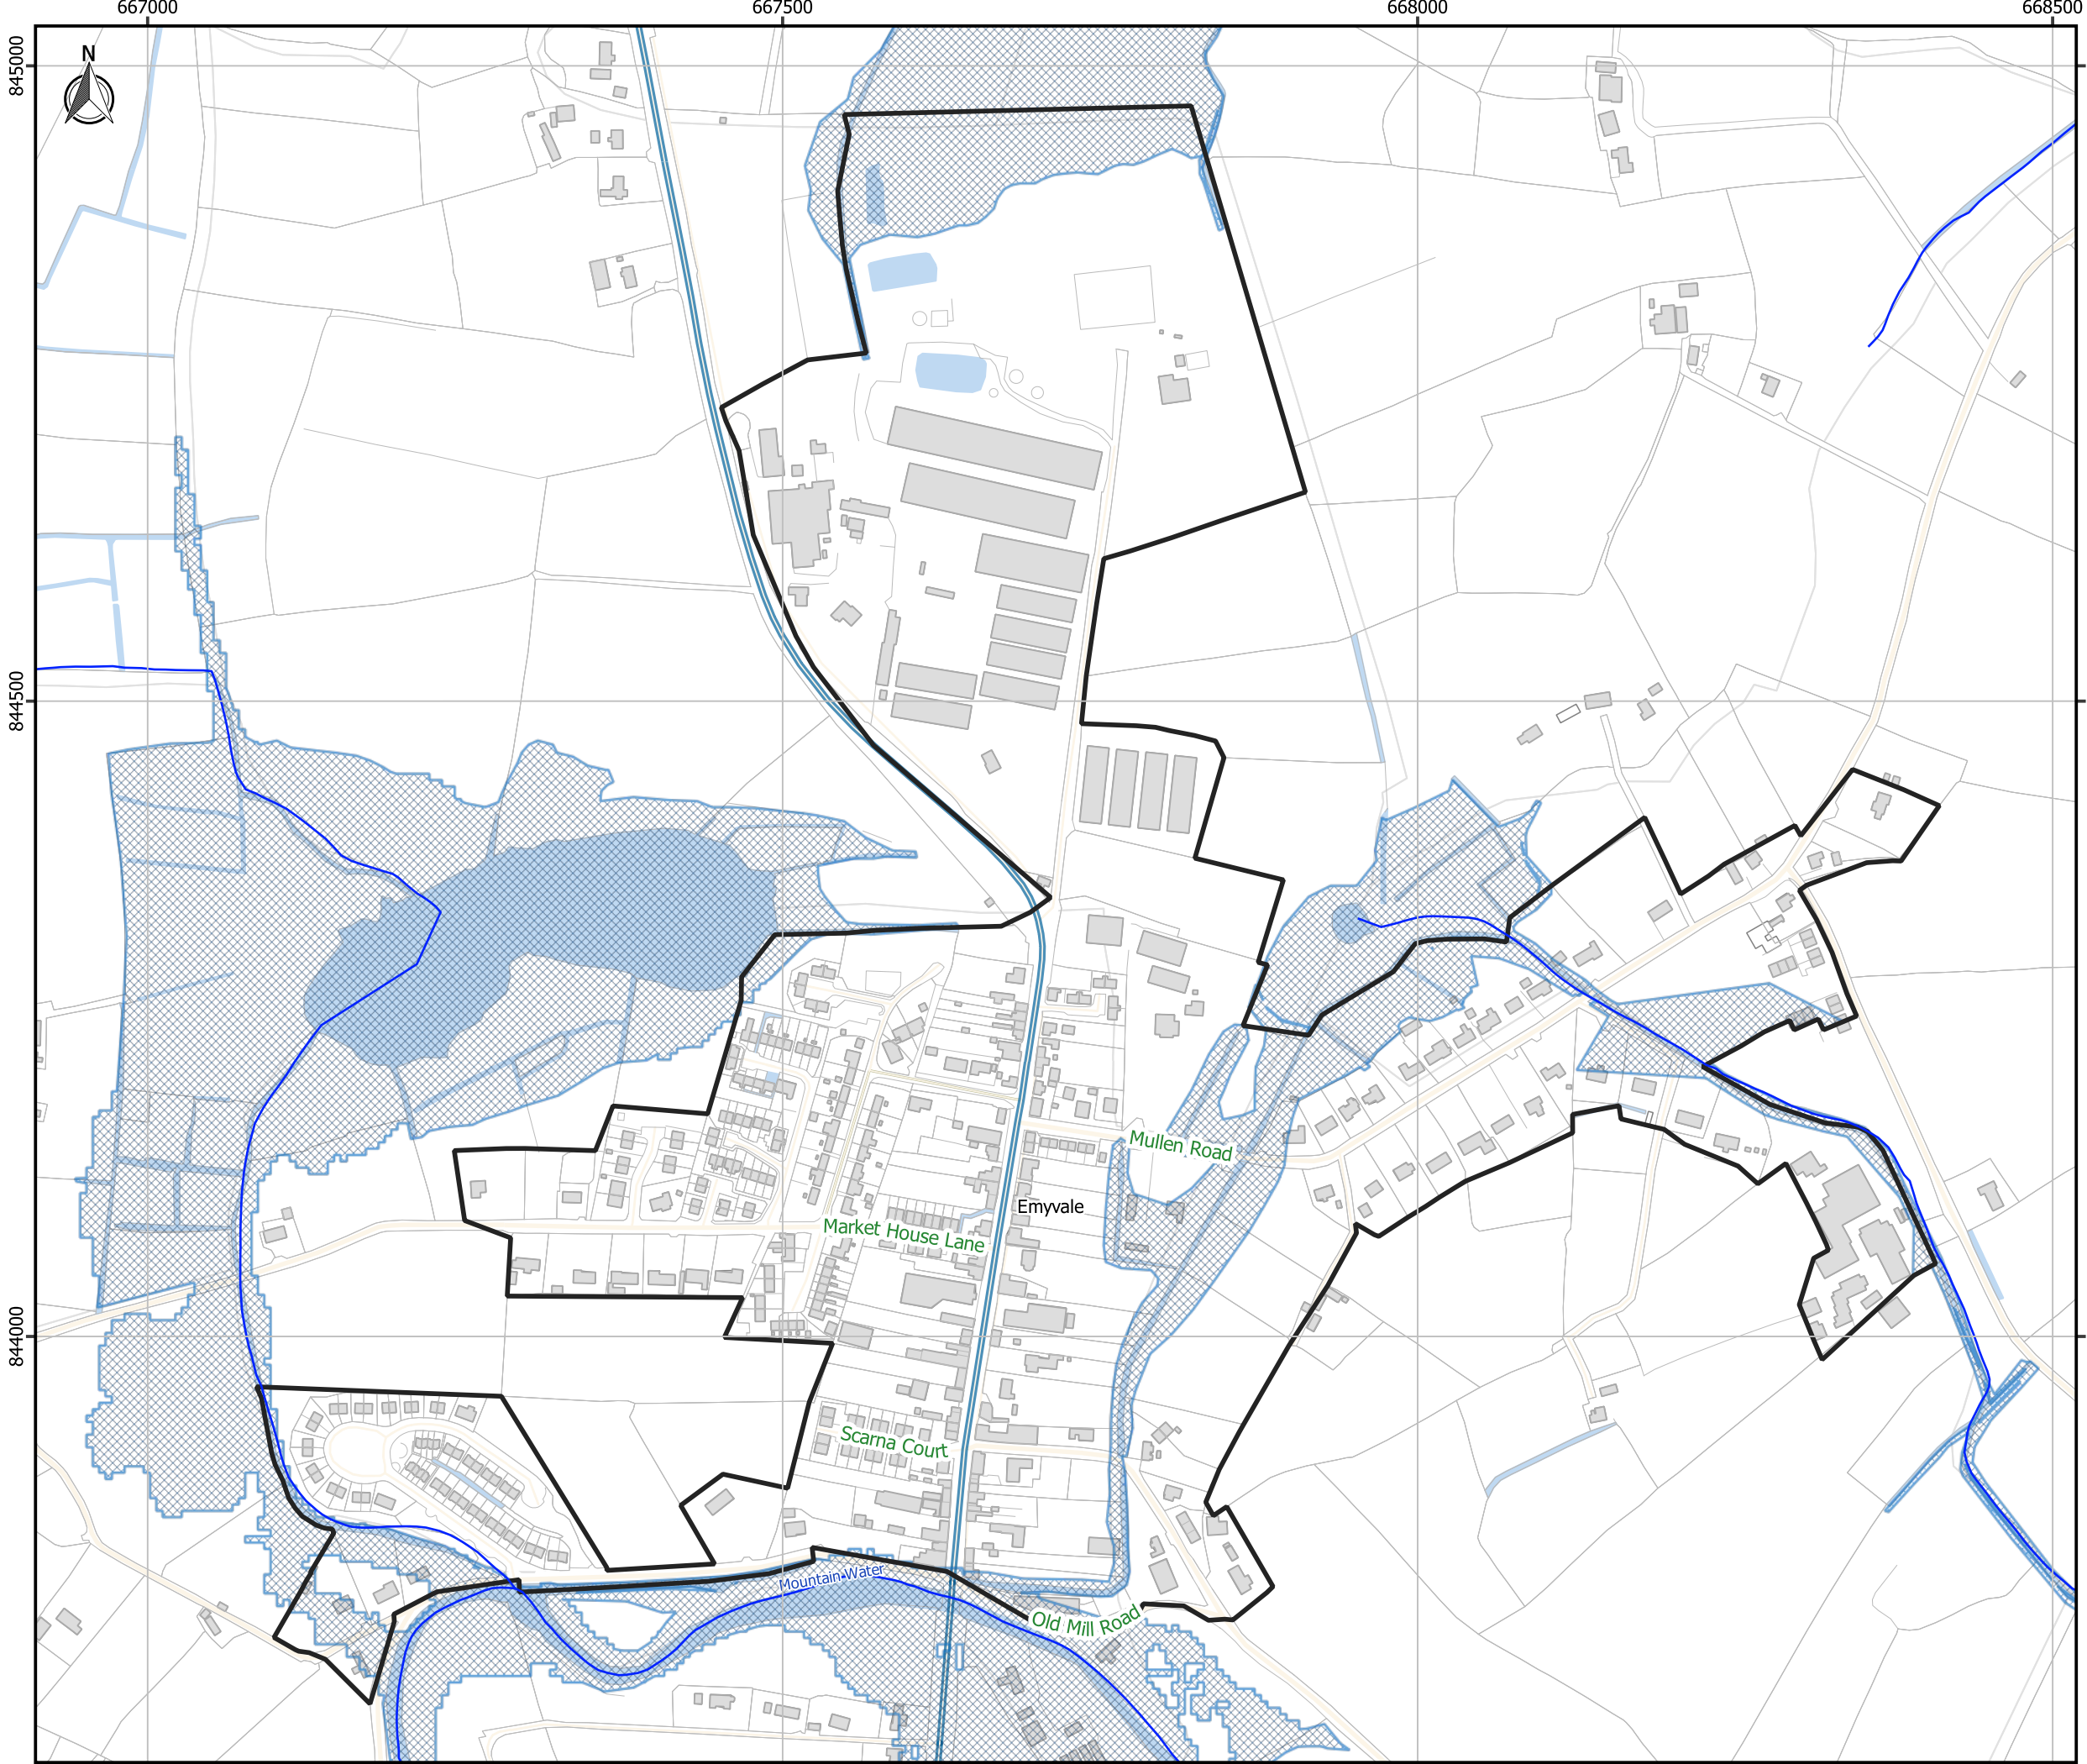 667000
667500
668000
668500
845000
N
844500
Mullen Road
Emyvale
Market House Lane
844000
Scarna Court
Mountain Water
Old Mill Road